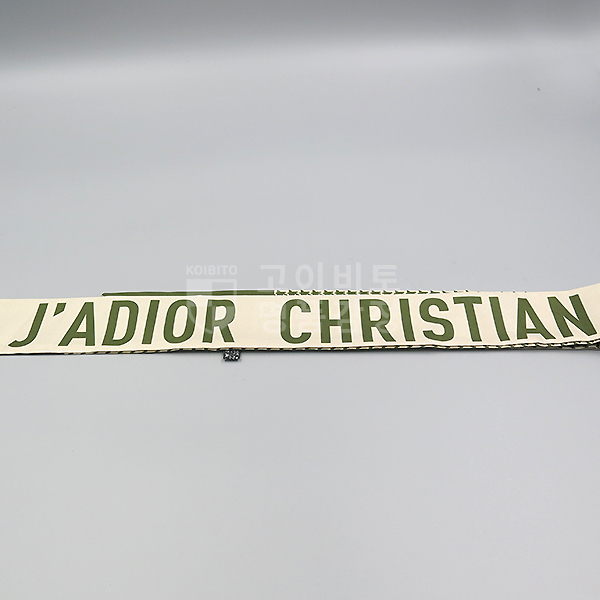 KOIBITO 고이비토
J'ADIOR CHRISTIAN